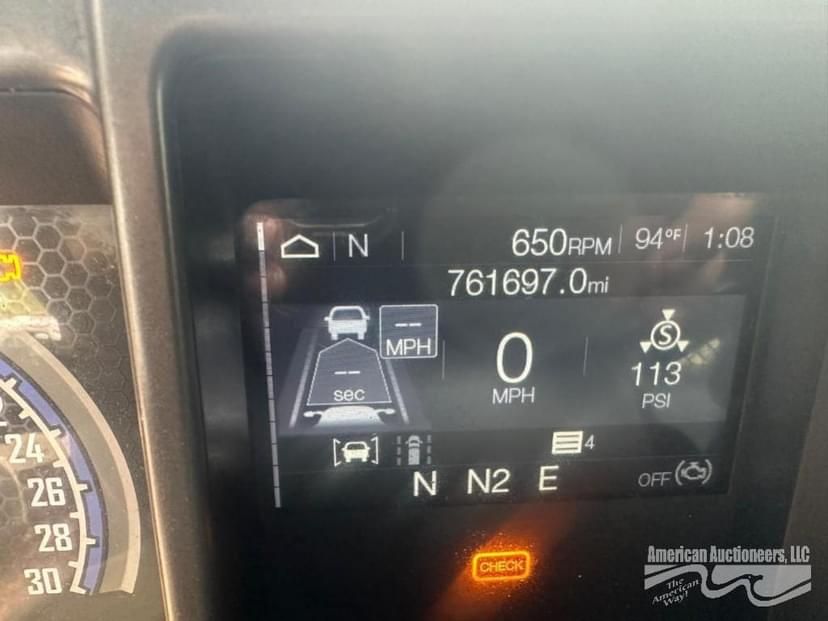 N 650RPM 94°F 1:08
761697.0mi
-- MPH
-- sec
0 MPH
S
113 PSI
4
N N2 E OFF
CHECK
24
26
28
30
American Auctioneers, LLC
The American Way!